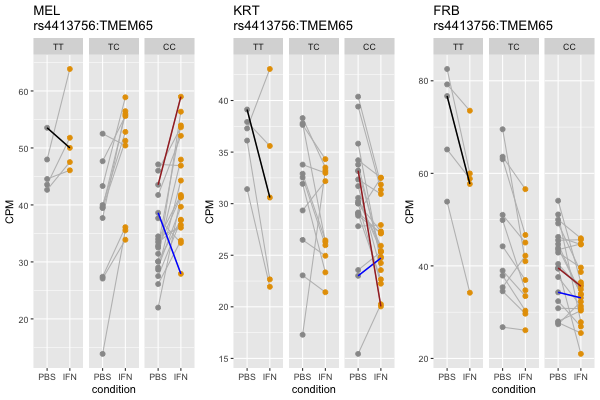 MEL
rs4413756:TMEM65
TT TC CC
CPM
60
50
40
30
20
PBS IFN PBS IFN PBS IFN
condition
KRT
rs4413756:TMEM65
TT TC CC
CPM
40
35
30
25
20
15
PBS IFN PBS IFN PBS IFN
condition
FRB
rs4413756:TMEM65
TT TC CC
CPM
80
60
40
20
PBS IFN PBS IFN PBS IFN
condition